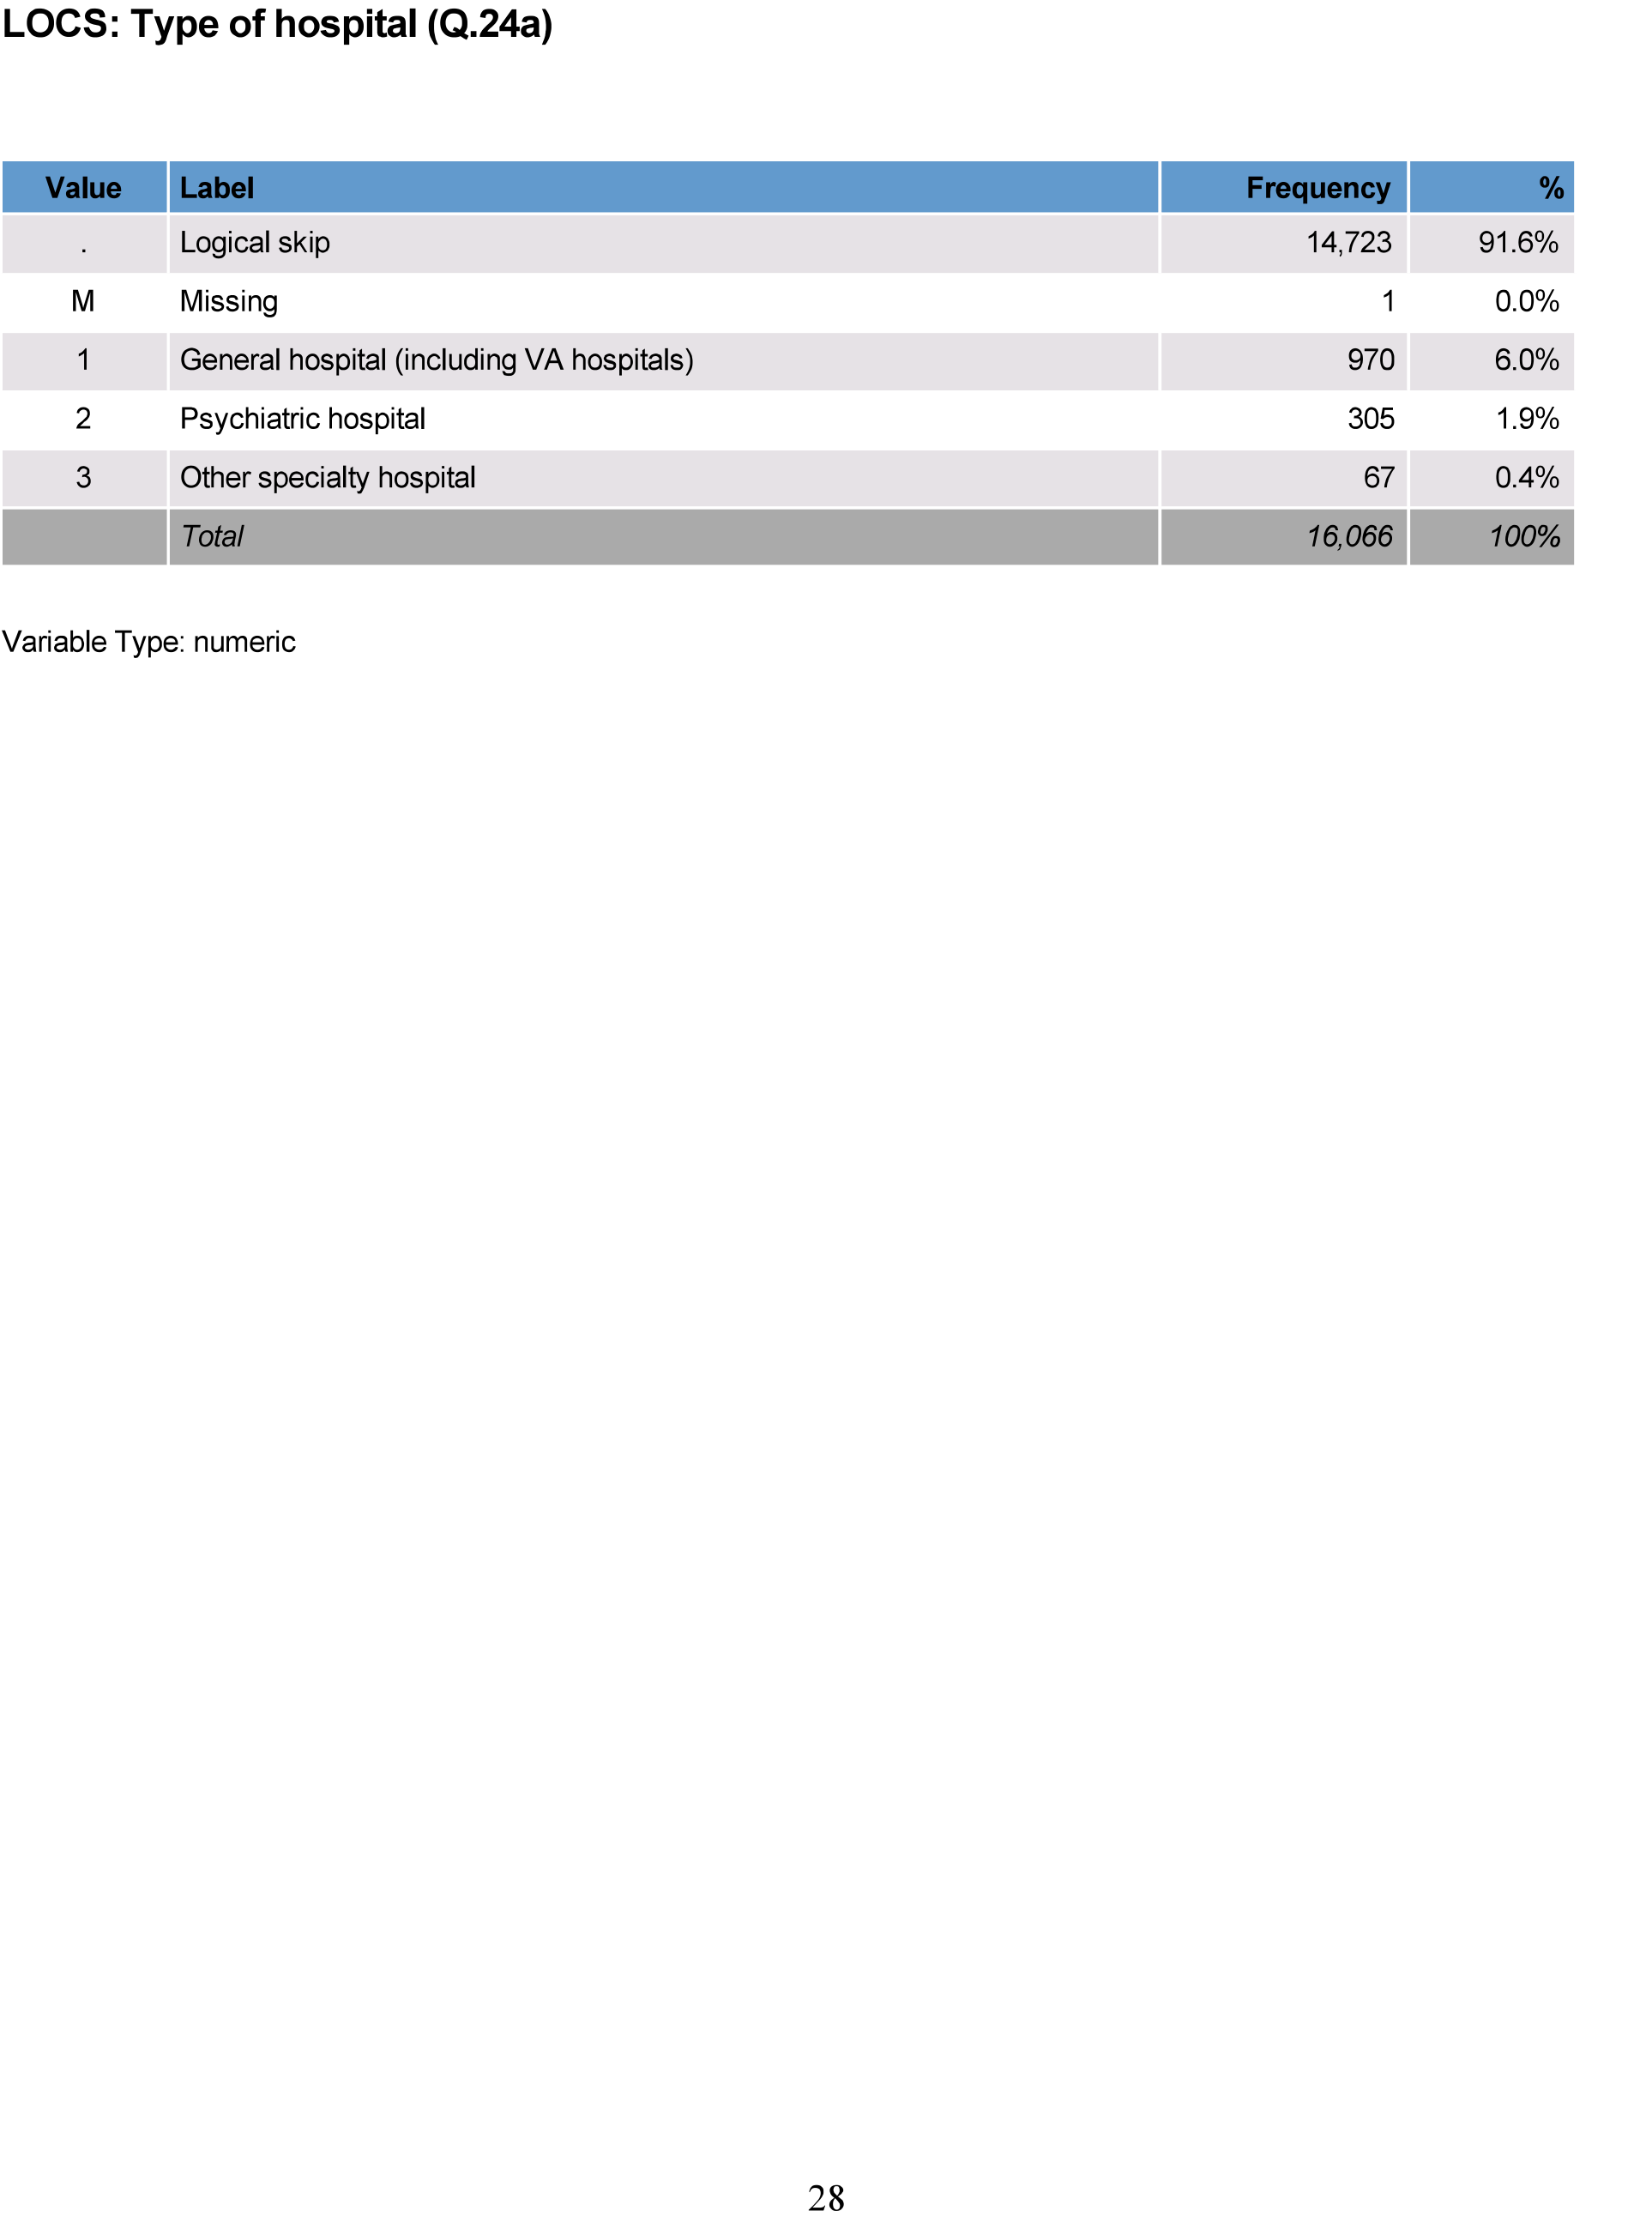 LOCS: Type of hospital (Q.24a)
Value Label Frequency %
. Logical skip 14,723 91.6%
M Missing 1 0.0%
1 General hospital (including VA hospitals) 970 6.0%
2 Psychiatric hospital 305 1.9%
3 Other specialty hospital 67 0.4%
Total 16,066 100%
Variable Type: numeric
28